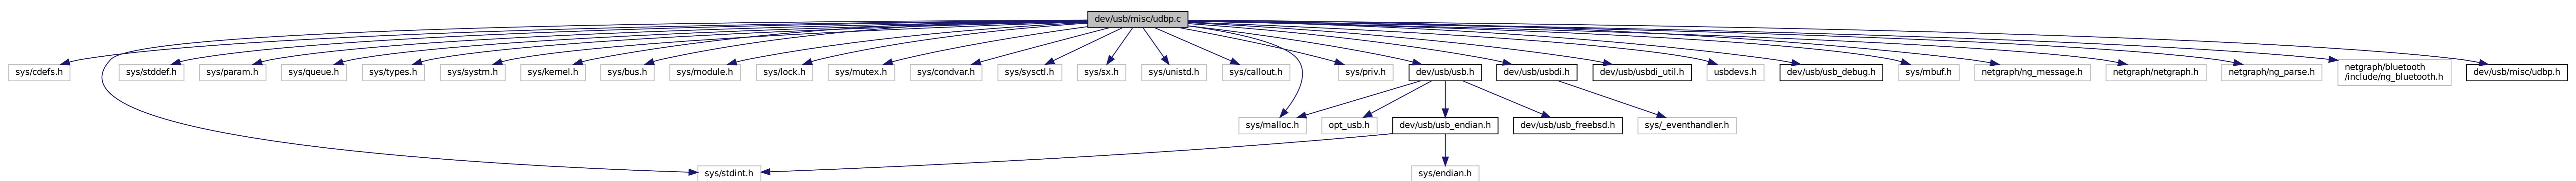 dev/usb/misc/udbp.c
sys/cdefs.h
sys/stddef.h
sys/param.h
sys/queue.h
sys/types.h
sys/systm.h
sys/kernel.h
sys/bus.h
sys/module.h
sys/lock.h
sys/mutex.h
sys/condvar.h
sys/sysctl.h
sys/sx.h
sys/unistd.h
sys/callout.h
sys/priv.h
dev/usb/usb.h
dev/usb/usbdi.h
dev/usb/usbdi_util.h
usbdevs.h
dev/usb/usb_debug.h
sys/mbuf.h
netgraph/ng_message.h
netgraph/netgraph.h
netgraph/ng_parse.h
netgraph/bluetooth
/include/ng_bluetooth.h
dev/usb/misc/udbp.h
sys/malloc.h
opt_usb.h
dev/usb/usb_endian.h
dev/usb/usb_freebsd.h
sys/_eventhandler.h
sys/stdint.h
sys/endian.h